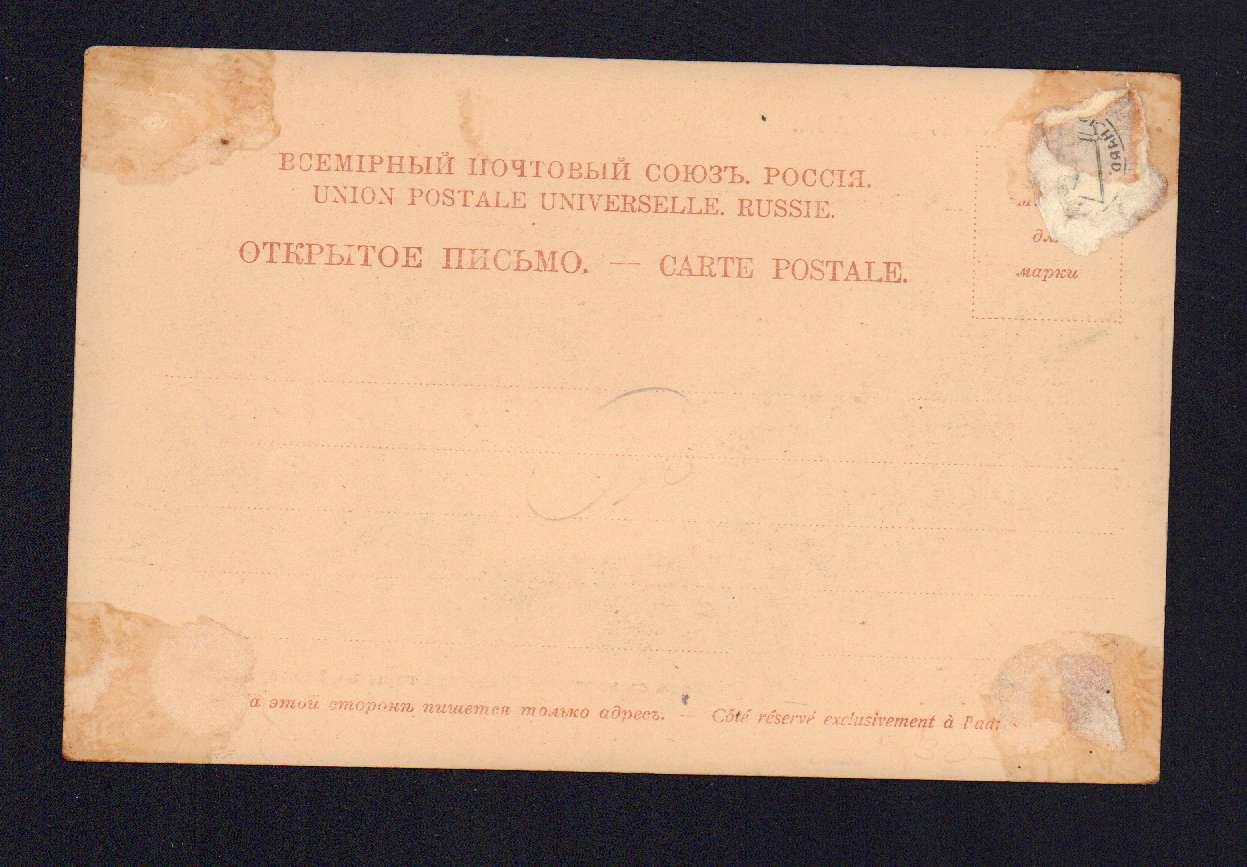 ВСЕМІРНЫЙ ПОЧТОВЫЙ СОЮЗЪ. РОССІЯ.
UNION POSTALE UNIVERSELLE. RUSSIE.
ОТКРЫТОЕ ПИСЬМО. — CARTE POSTALE.
марки
а этой сторонѣ пишется только адресъ. — Côté réservé exclusivement à l'ad